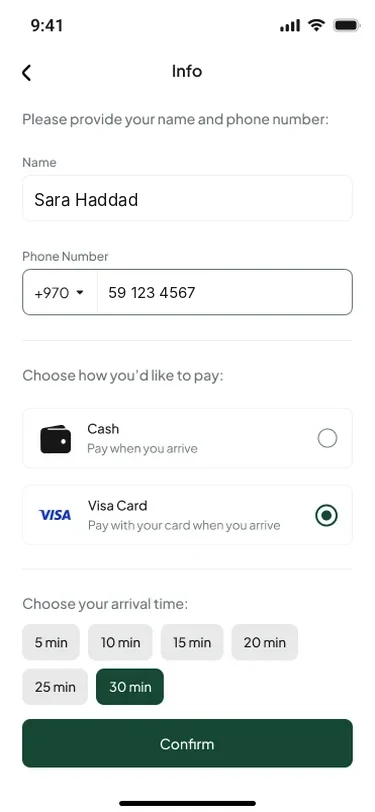 9:41
Info
Please provide your name and phone number:
Name
Sara Haddad
Phone Number
+970 59 123 4567
Choose how you'd like to pay:
Cash
Pay when you arrive
VISA
Visa Card
Pay with your card when you arrive
Choose your arrival time:
5 min 10 min 15 min 20 min
25 min 30 min
Confirm